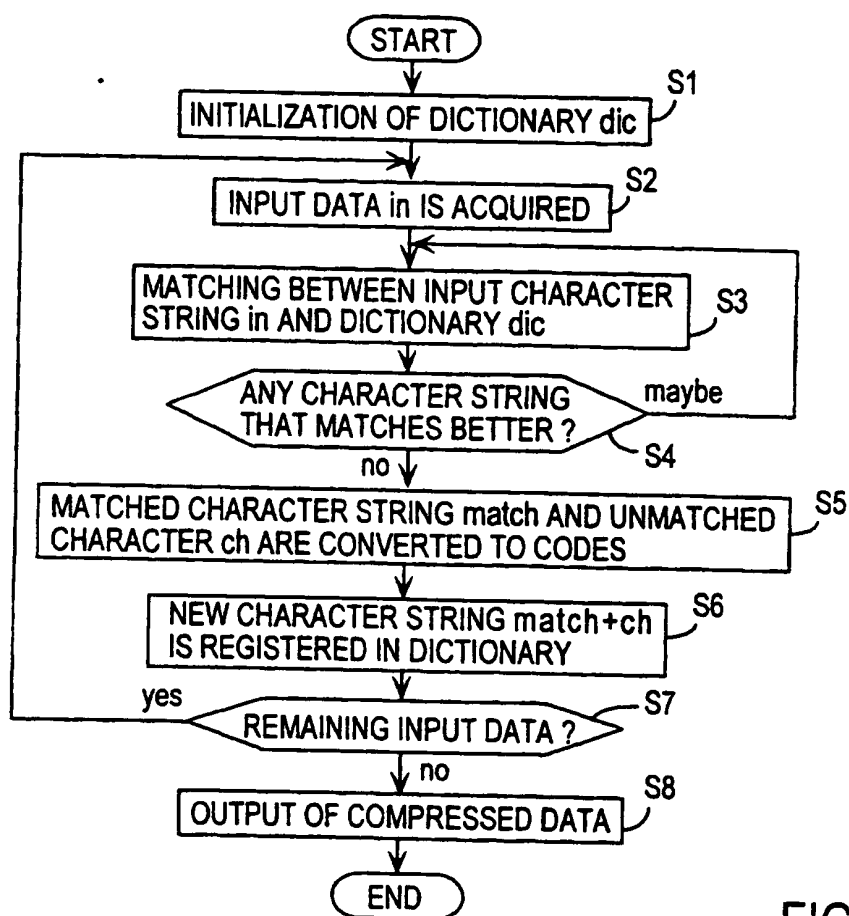 START
S1
INITIALIZATION OF DICTIONARY dic
S2
INPUT DATA in IS ACQUIRED
MATCHING BETWEEN INPUT CHARACTER
STRING in AND DICTIONARY dic
S3
ANY CHARACTER STRING
THAT MATCHES BETTER ?
maybe
S4
no
MATCHED CHARACTER STRING match AND UNMATCHED
CHARACTER ch ARE CONVERTED TO CODES
S5
NEW CHARACTER STRING match+ch
IS REGISTERED IN DICTIONARY
S6
yes
REMAINING INPUT DATA ?
S7
no
OUTPUT OF COMPRESSED DATA
S8
END